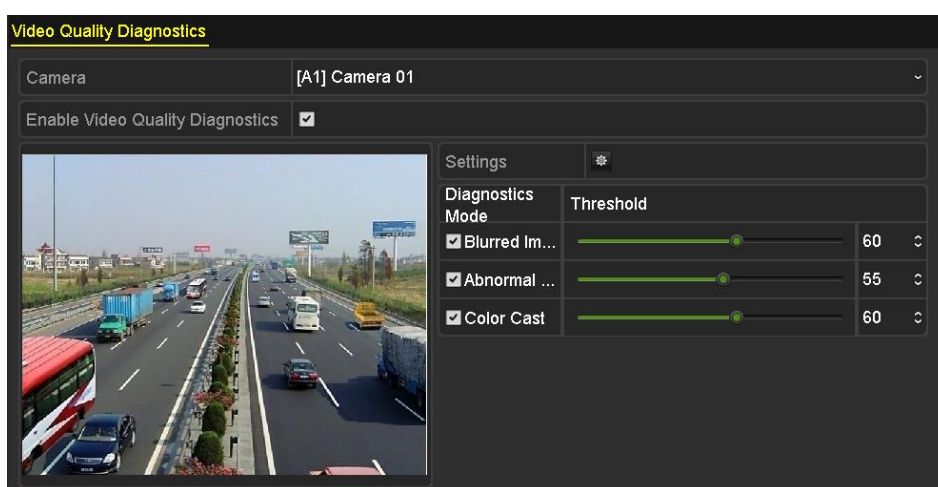 Video Quality Diagnostics
Camera
[A1] Camera 01
Enable Video Quality Diagnostics
Settings
Diagnostics
Mode
Threshold
Blurred Im...
60
Abnormal ...
55
Color Cast
60